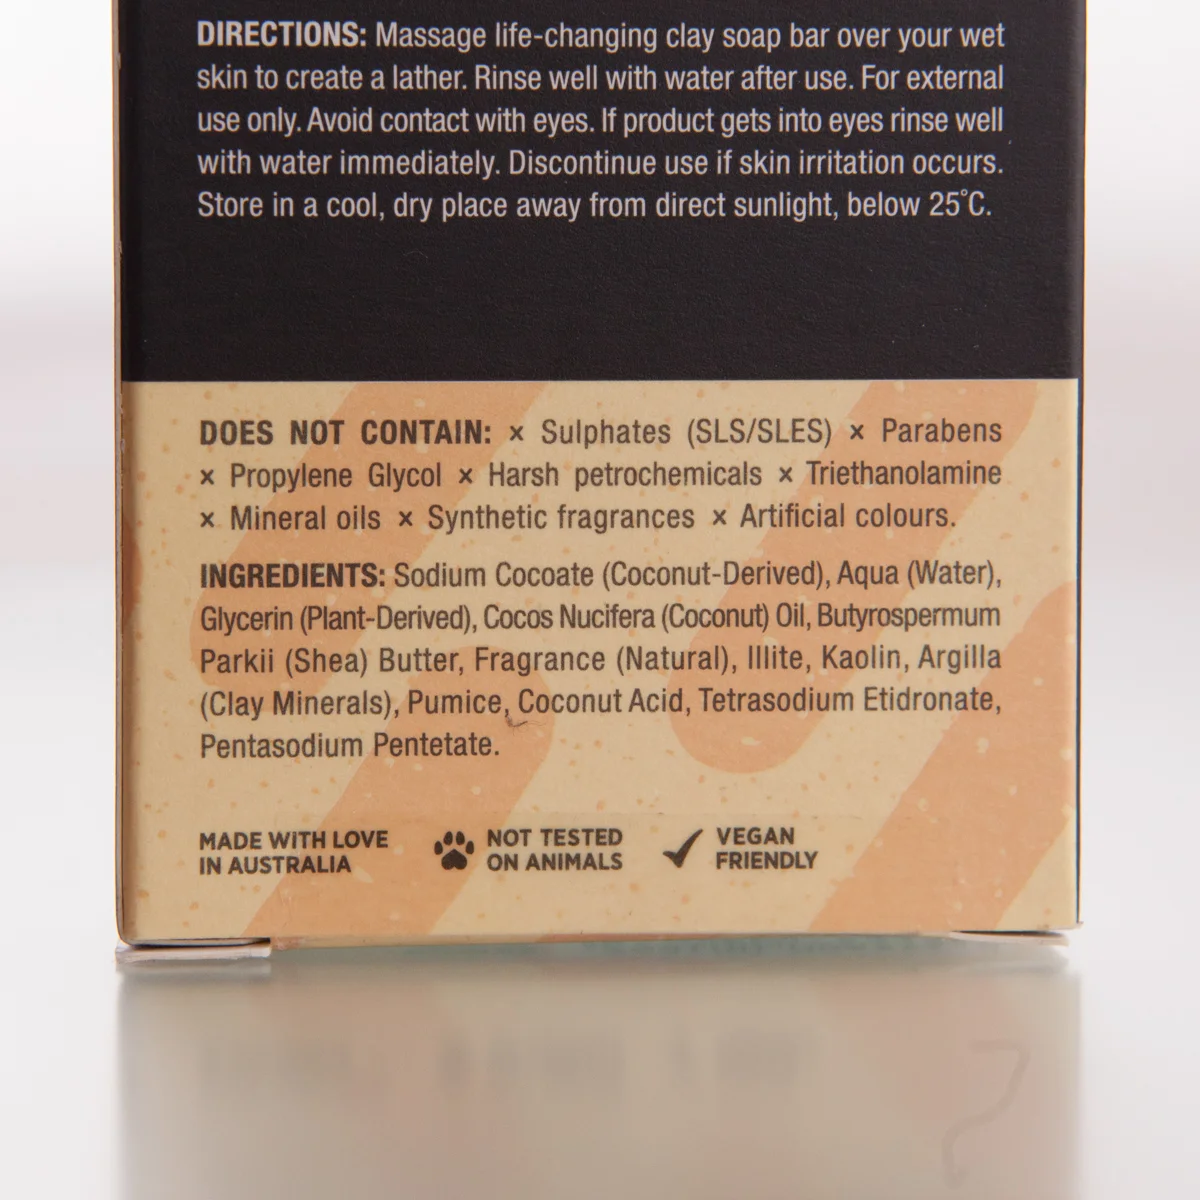 DIRECTIONS: Massage life-changing clay soap bar over your wet
skin to create a lather. Rinse well with water after use. For external
use only. Avoid contact with eyes. If product gets into eyes rinse well
with water immediately. Discontinue use if skin irritation occurs.
Store in a cool, dry place away from direct sunlight, below 25°C.
DOES NOT CONTAIN: × Sulphates (SLS/SLES) × Parabens
× Propylene Glycol × Harsh petrochemicals × Triethanolamine
× Mineral oils × Synthetic fragrances × Artificial colours.
INGREDIENTS: Sodium Cocoate (Coconut-Derived), Aqua (Water),
Glycerin (Plant-Derived), Cocos Nucifera (Coconut) Oil, Butyrospermum
Parkii (Shea) Butter, Fragrance (Natural), Illite, Kaolin, Argilla
(Clay Minerals), Pumice, Coconut Acid, Tetrasodium Etidronate,
Pentasodium Pentetate.
MADE WITH LOVE
IN AUSTRALIA
NOT TESTED
ON ANIMALS
VEGAN
FRIENDLY